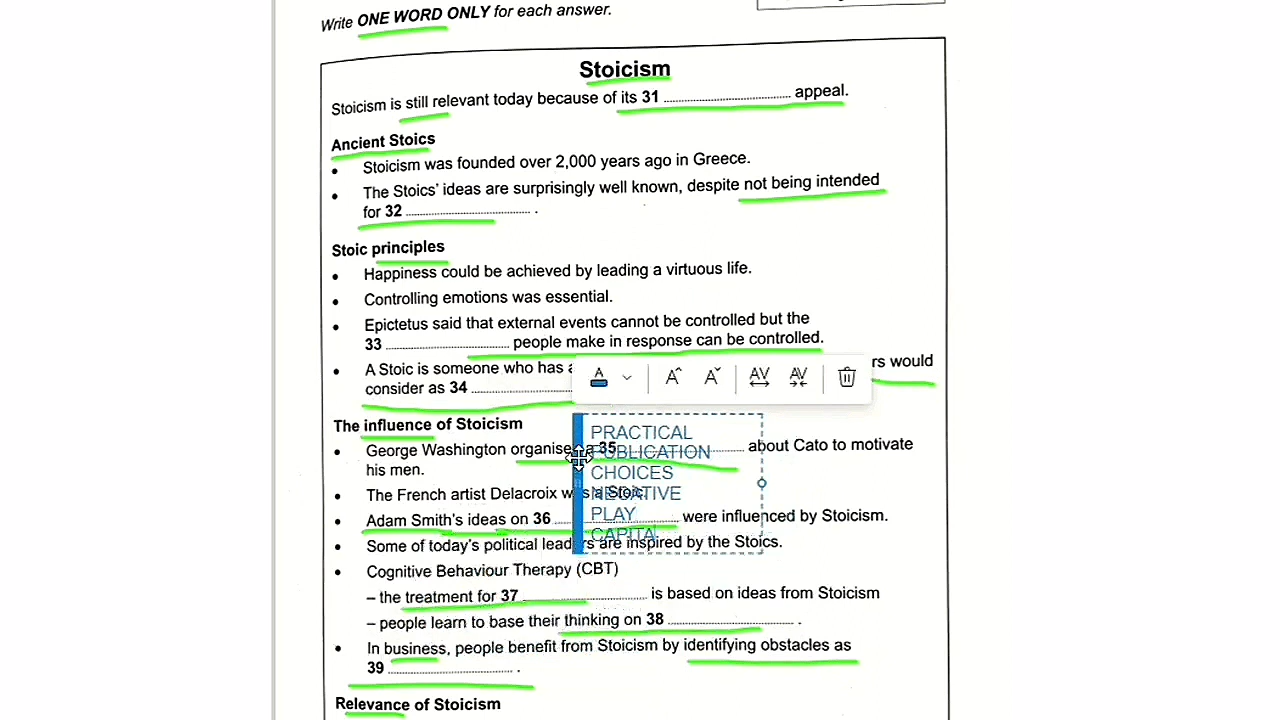 Write ONE WORD ONLY for each answer.
Stoicism
Stoicism is still relevant today because of its 31 ........................ appeal.
Ancient Stoics
• Stoicism was founded over 2,000 years ago in Greece.
• The Stoics' ideas are surprisingly well known, despite not being intended
for 32 ........................ .
Stoic principles
• Happiness could be achieved by leading a virtuous life.
• Controlling emotions was essential.
• Epictetus said that external events cannot be controlled but the
33 ........................ people make in response can be controlled.
• A Stoic is someone who has a rs would
consider as 34 ........................
A A A AV AV
The influence of Stoicism
PRACTICAL
PUBLICATION
CHOICES
NEGATIVE
PLAY
CAPITAL
• George Washington organised a 35 ........................ about Cato to motivate
his men.
• The French artist Delacroix was a Stoic.
• Adam Smith's ideas on 36 ........................ were influenced by Stoicism.
• Some of today's political leaders are inspired by the Stoics.
• Cognitive Behaviour Therapy (CBT)
– the treatment for 37 ........................ is based on ideas from Stoicism
– people learn to base their thinking on 38 ........................ .
• In business, people benefit from Stoicism by identifying obstacles as
39 ........................ .
Relevance of Stoicism